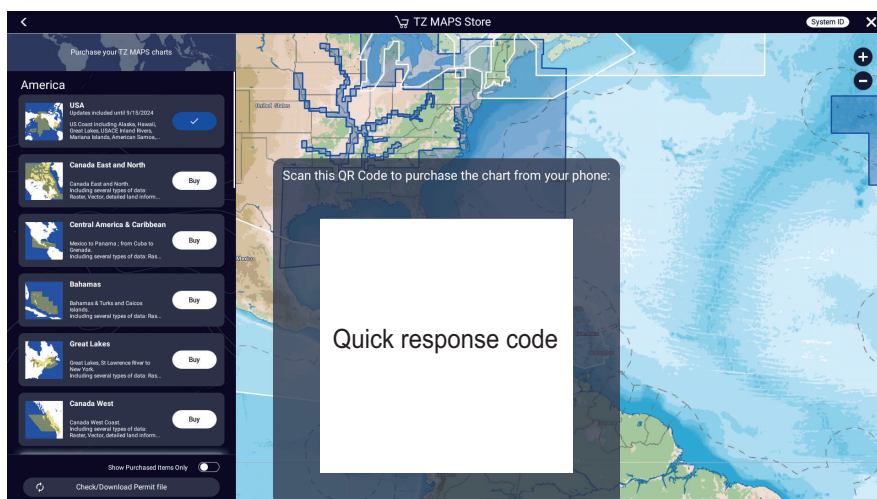 TZ MAPS Store
System ID
Purchase your TZ MAPS charts
America
USA
Updates included until 9/15/2024
US Coast including Alaska, Hawaii,
Great Lakes, USACE Inland Rivers,
Mariana Islands, American Samoa,...
Canada East and North
Canada East and North.
Including several types of data:
Raster, Vector, detailed land inform...
Buy
Central America & Caribbean
Mexico to Panama ; from Cuba to
Grenada.
Including several types of data: Ras...
Buy
Bahamas
Bahamas & Turks and Caicos
Islands.
Including several types of data: Ras...
Buy
Great Lakes
Great Lakes, St Lawrence River to
New York.
Including several types of data: Ras...
Buy
Canada West
Canada West Coast.
Including several types of data:
Raster, Vector, detailed land inform...
Buy
Show Purchased Items Only
Check/Download Permit file
United States
Mexico
Scan this QR Code to purchase the chart from your phone:
Quick response code